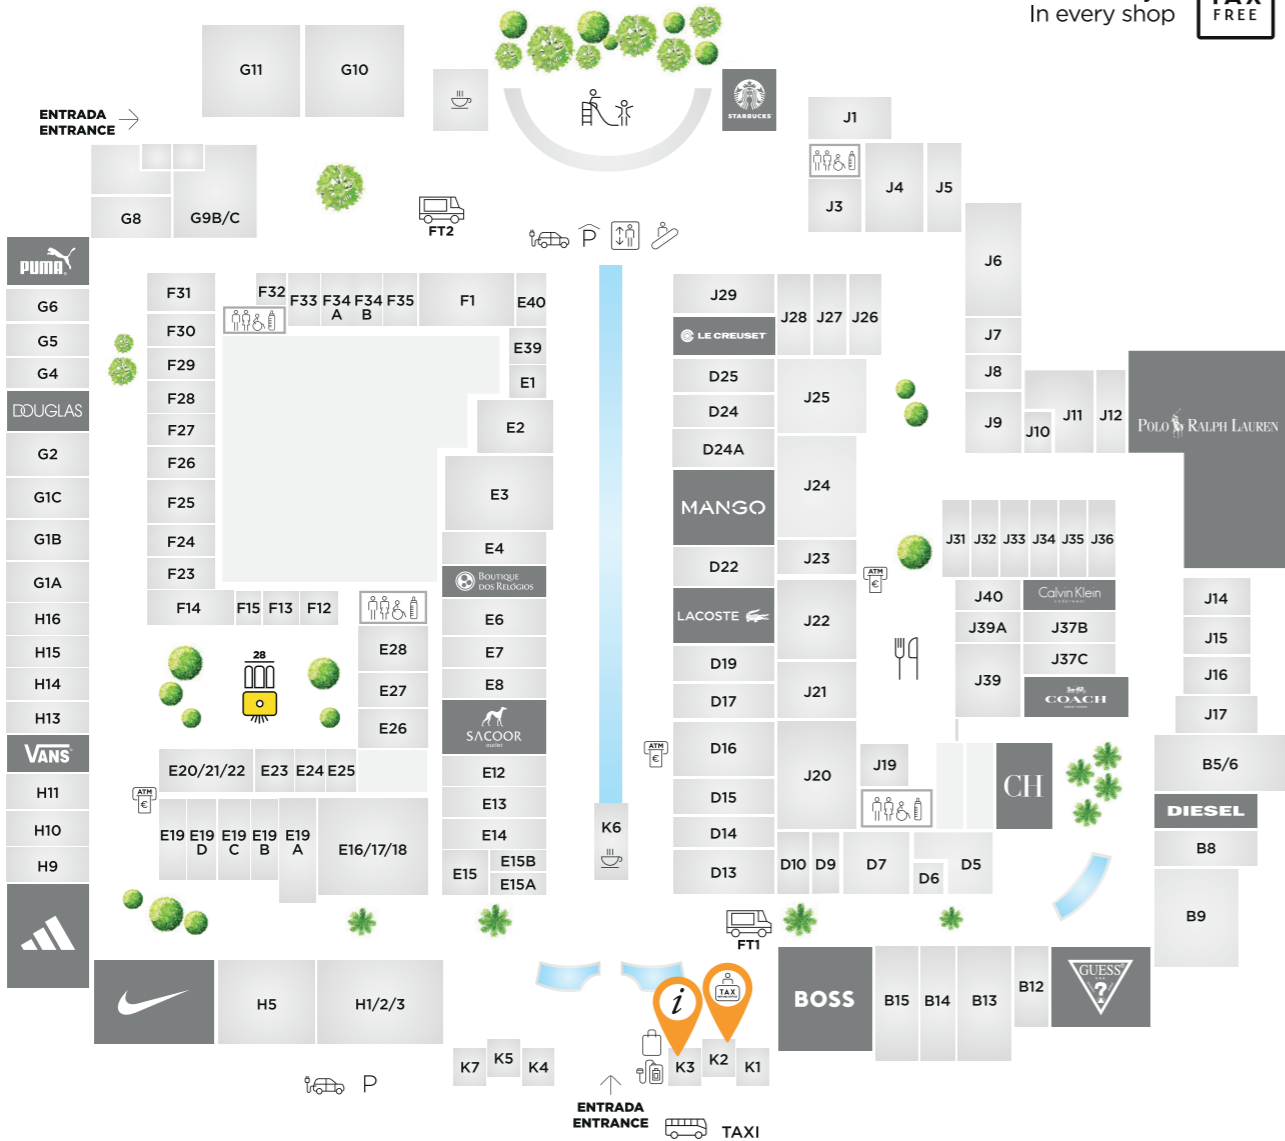 In every shop
TAX
FREE
G11
G10
STARBUCKS
J1
ENTRADA
ENTRANCE
J4
J5
J3
G8
G9B/C
FT2
P
PUMA
J6
G6
F31
F32
F33
F34
A
F34
B
F35
F1
E40
J29
J28
J27
J26
G5
F30
LE CREUSET
J7
G4
F29
E39
J8
DOUGLAS
F28
E1
D25
J25
J9
J10
J11
J12
POLO RALPH LAUREN
G2
F27
E2
D24
F26
D24A
G1C
F25
E3
MANGO
J24
G1B
F24
E4
J31
J32
J33
J34
J35
J36
G1A
F23
BOUTIQUE
DOS RELÓGIOS
D22
J23
ATM
€
J40
Calvin Klein
underwear
J14
H16
F14
F15
F13
F12
E6
LACOSTE
J22
J39A
J37B
J15
H15
E28
E7
J37C
28
H14
E27
E8
D19
J39
J16
H13
E26
SACOOR
outlet
D17
J21
COACH
J17
VANS
E20/21/22
E23
E24
E25
E12
ATM
€
D16
J20
J19
B5/6
H11
ATM
€
E13
D15
CH
DIESEL
H10
E19
E19
D
E19
C
E19
B
E19
A
E16/17/18
E14
K6
D14
B8
H9
E15
E15B
E15A
D13
D10
D9
D7
D6
D5
B9
FT1
H5
H1/2/3
i
TAX
BOSS
B15
B14
B13
B12
GUESS
?
K7
K5
K4
K3
K2
K1
P
ENTRADA
ENTRANCE
TAXI